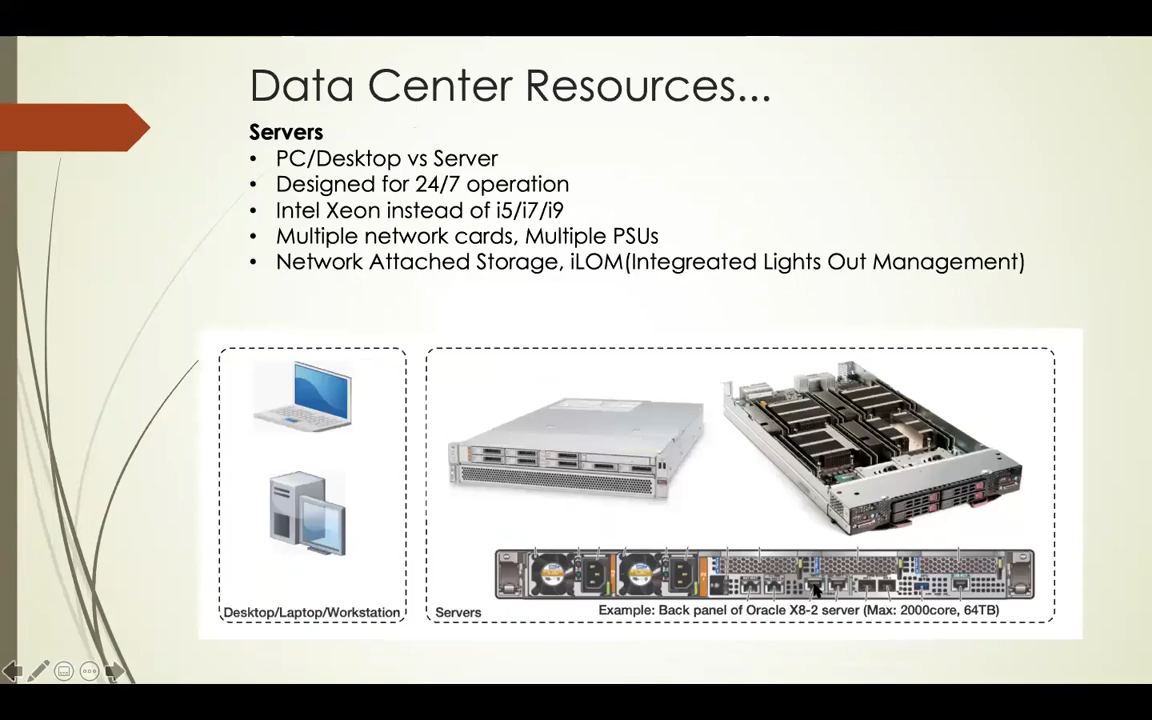 Data Center Resources...
Servers
• PC/Desktop vs Server
• Designed for 24/7 operation
• Intel Xeon instead of i5/i7/i9
• Multiple network cards, Multiple PSUs
• Network Attached Storage, iLOM(Integreated Lights Out Management)
Desktop/Laptop/Workstation
Servers
Example: Back panel of Oracle X8-2 server (Max: 2000core, 64TB)